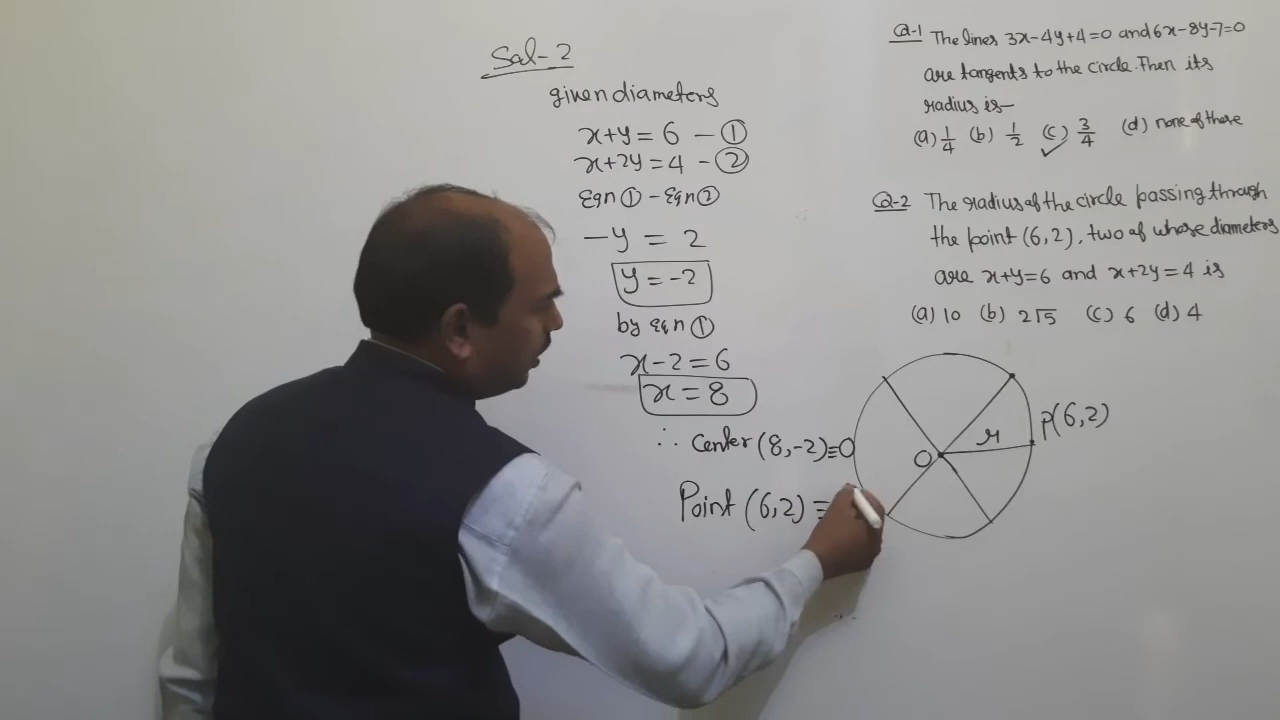 Sol-2
given diameters
x+y = 6 — ①
x+2y = 4 - ②
Eqn ① - Eqn ②
-y = 2
y = -2
by Eqn ①
x-2 = 6
x = 8
∴ Center (8,-2) ≡ O
Point (6,2) ≡
Q-1 The lines 3x-4y+4=0 and 6x-8y-7=0
are tangents to the circle. Then its
radius is-
(a) 1/4 (b) 1/2 (c) 3/4 (d) none of these
Q-2 The radius of the circle passing through
the point (6,2), two of whose diameters
are x+y=6 and x+2y=4 is
(a) 10 (b) 2√5 (c) 6 (d) 4
P(6,2)
r
O